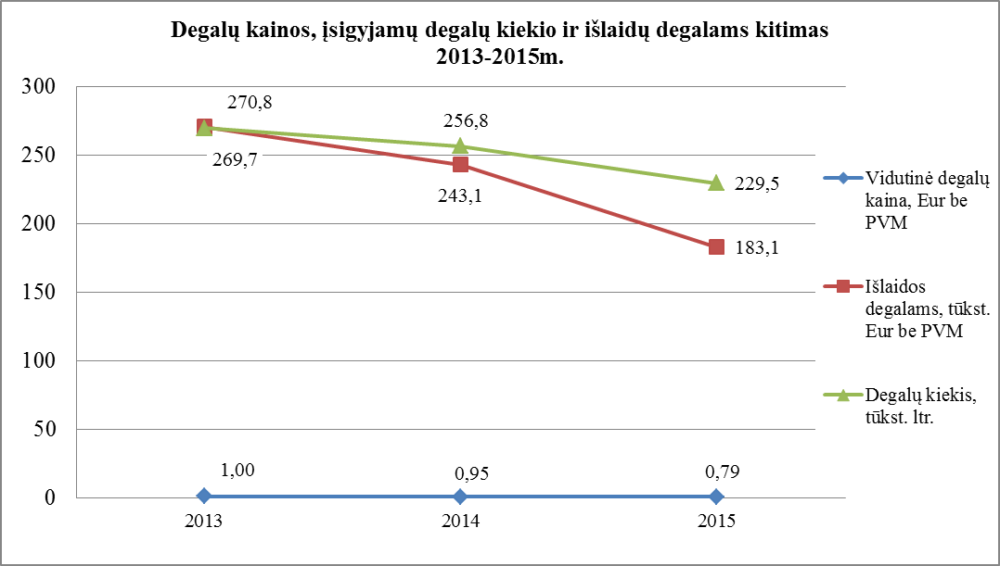 Degalų kainos, įsigyjamų degalų kiekio ir išlaidų degalams kitimas
2013-2015m.
300
250
200
150
100
50
0
270,8
269,7
256,8
243,1
229,5
183,1
1,00
0,95
0,79
2013
2014
2015
Vidutinė degalų
kaina, Eur be
PVM
Išlaidos
degalams, tūkst.
Eur be PVM
Degalų kiekis,
tūkst. ltr.